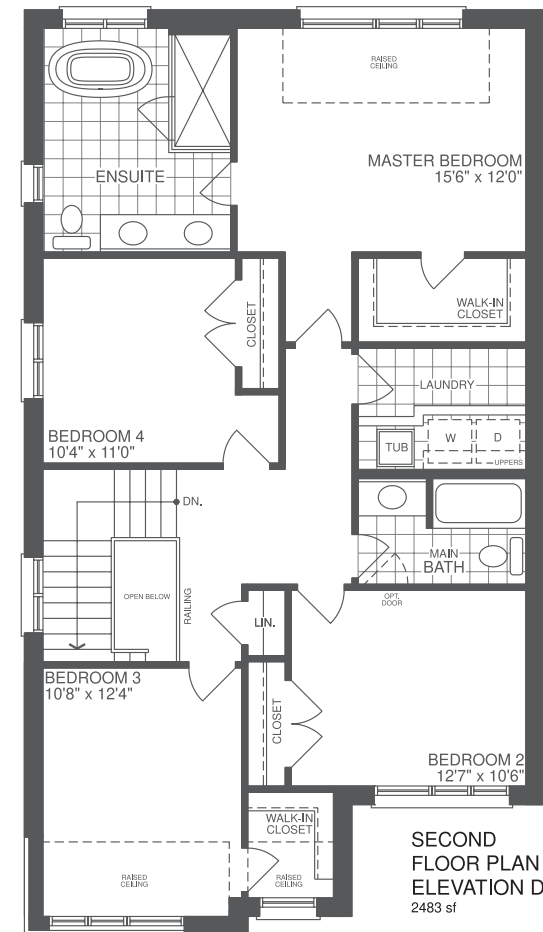 RAISED
CEILING
MASTER BEDROOM
15'6" x 12'0"
ENSUITE
WALK-IN
CLOSET
CLOSET
LAUNDRY
BEDROOM 4
10'4" x 11'0"
TUB
W
D
UPPERS
DN.
MAIN
BATH
OPEN BELOW
RAILING
OPT.
DOOR
LIN.
BEDROOM 3
10'8" x 12'4"
CLOSET
BEDROOM 2
12'7" x 10'6"
WALK-IN
CLOSET
RAISED
CEILING
RAISED
CEILING
SECOND
FLOOR PLAN
ELEVATION D
2483 sf